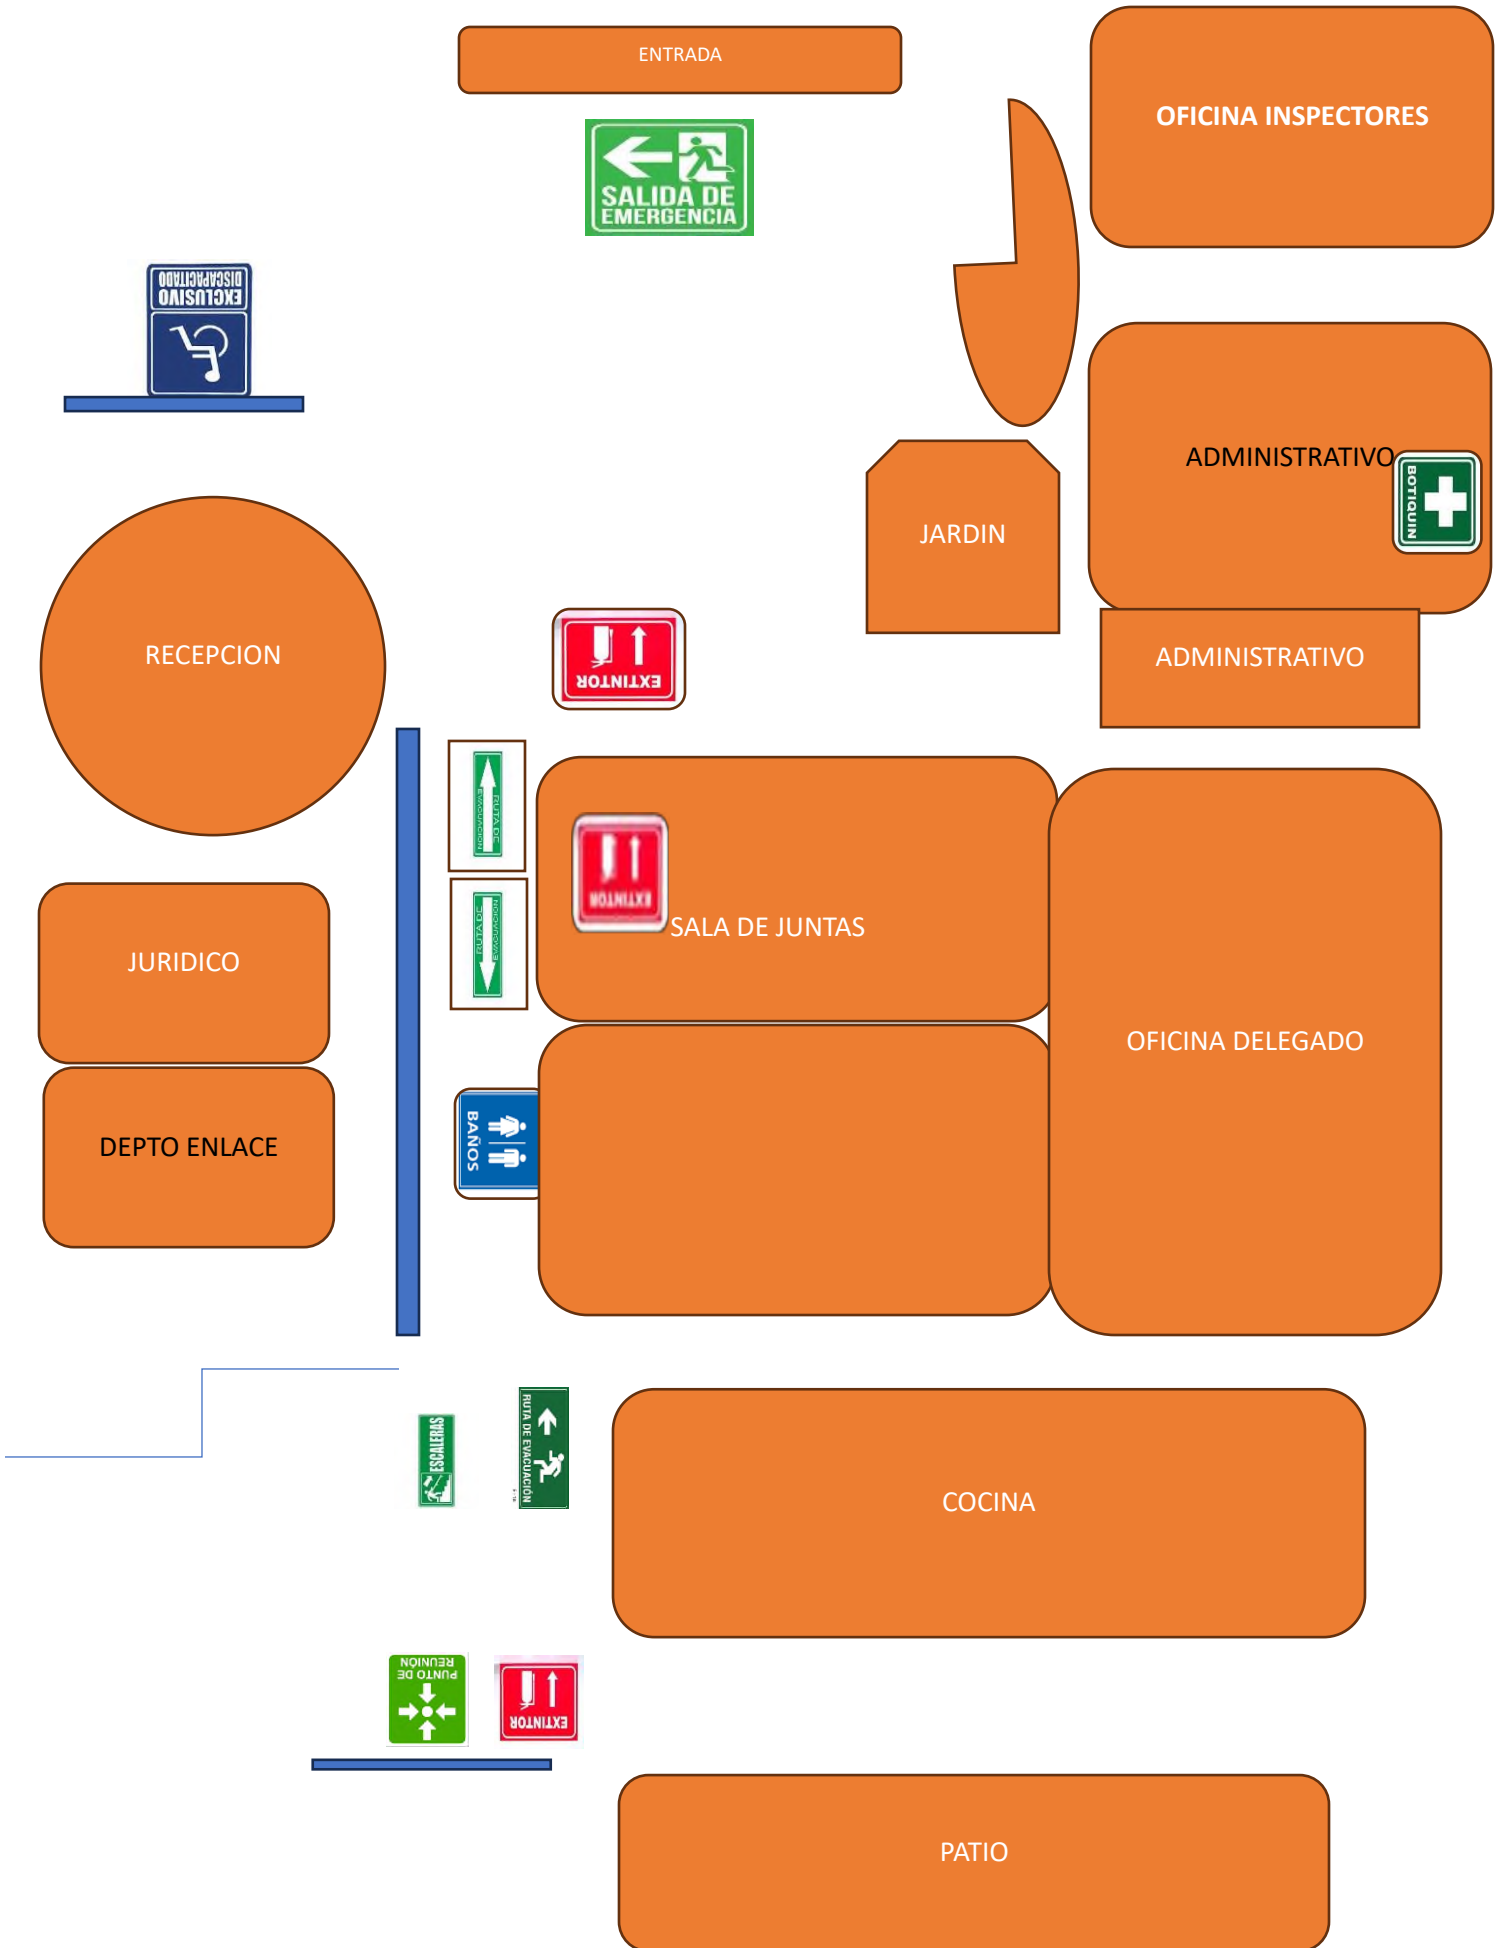 ENTRADA
OFICINA INSPECTORES
SALIDA DE
EMERGENCIA
EXCLUSIVO
DISCAPACITADO
ADMINISTRATIVO
BOTIQUIN
JARDIN
RECEPCION
EXTINTOR
ADMINISTRATIVO
RUTA DE
EVACUACION
EXTINTOR
SALA DE JUNTAS
RUTA DE
EVACUACION
JURIDICO
OFICINA DELEGADO
BAÑOS
DEPTO ENLACE
ESCALERAS
RUTA DE EVACUACIÓN
COCINA
PUNTO DE
REUNIÓN
EXTINTOR
PATIO